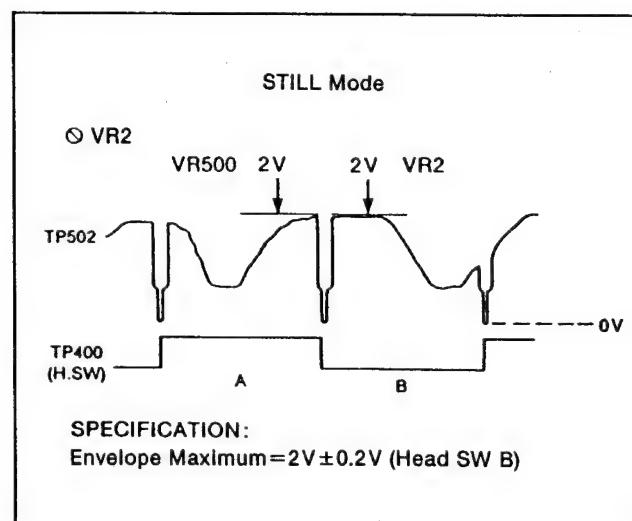 STILL Mode
⦸ VR2
VR500 2V 2V VR2
TP502
0V
TP400
(H.SW)
A
B
SPECIFICATION:
Envelope Maximum=2V±0.2V (Head SW B)